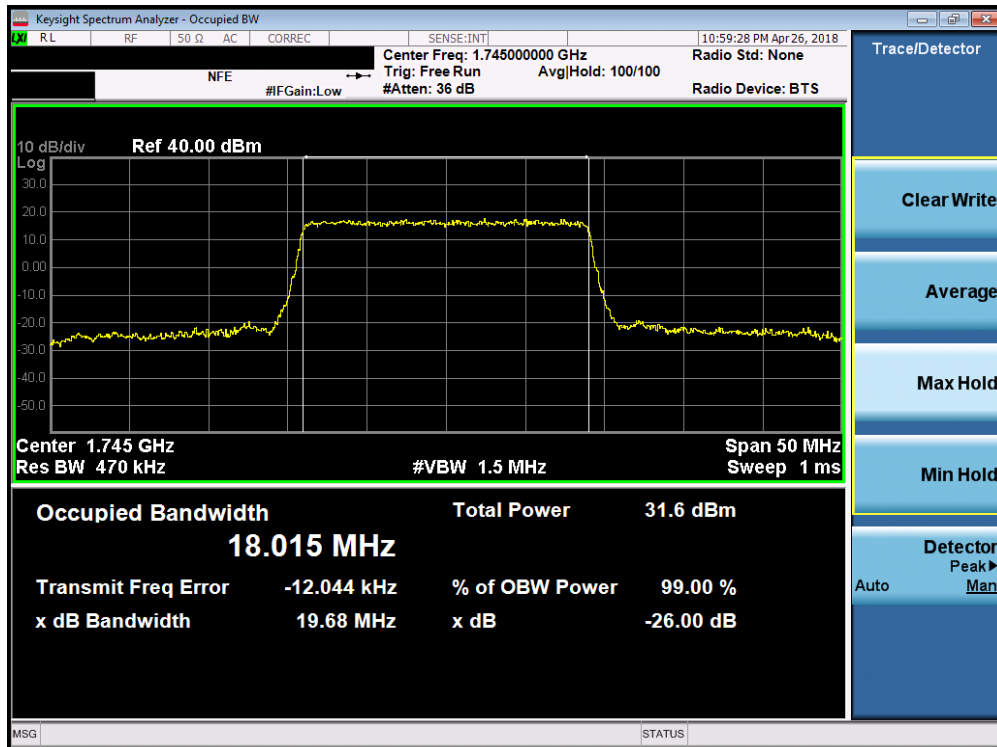 Keysight Spectrum Analyzer - Occupied BW
LXI RL RF 50 Ω AC CORREC SENSE:INT 10:59:28 PM Apr 26, 2018
Center Freq: 1.745000000 GHz Radio Std: None
NFE Trig: Free Run Avg|Hold: 100/100
#IFGain:Low #Atten: 36 dB Radio Device: BTS
10 dB/div Ref 40.00 dBm
Log
30.0
20.0
10.0
0.00
-10.0
-20.0
-30.0
-40.0
-50.0
Center 1.745 GHz Span 50 MHz
Res BW 470 kHz #VBW 1.5 MHz Sweep 1 ms
Occupied Bandwidth Total Power 31.6 dBm
18.015 MHz
Transmit Freq Error -12.044 kHz % of OBW Power 99.00 %
x dB Bandwidth 19.68 MHz x dB -26.00 dB
MSG STATUS
Trace/Detector
Clear Write
Average
Max Hold
Min Hold
Detector
Peak▶
Auto Man